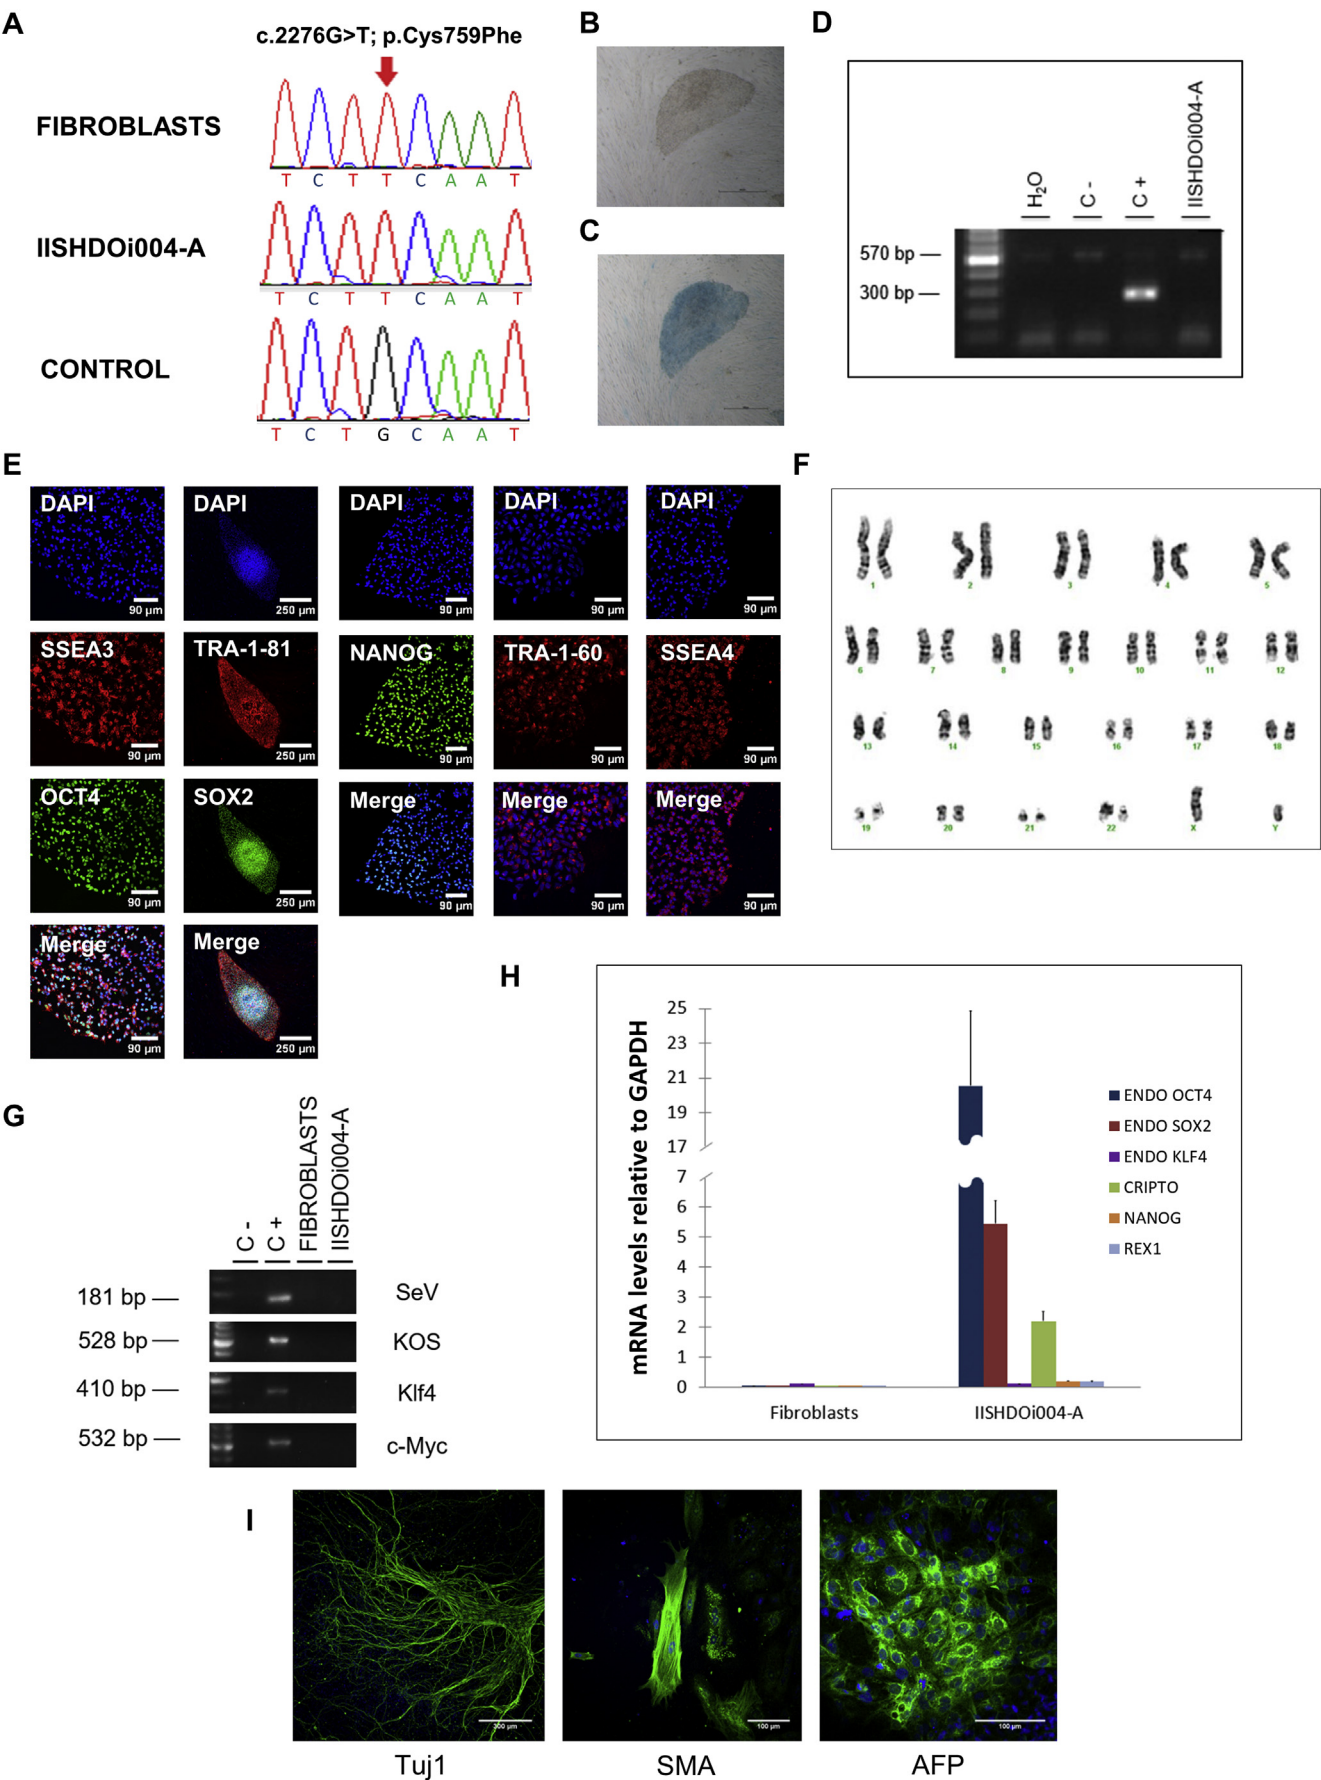 A
c.2276G>T; p.Cys759Phe
FIBROBLASTS
T C T T C A A T
IISHDOi004-A
T C T T C A A T
CONTROL
T C T G C A A T
B
C
D
H2O
C -
C +
IISHDOi004-A
570 bp
300 bp
E
DAPI DAPI DAPI DAPI DAPI
90 µm 250 µm 90 µm 90 µm 90 µm
SSEA3 TRA-1-81 NANOG TRA-1-60 SSEA4
90 µm 250 µm 90 µm 90 µm 90 µm
OCT4 SOX2 Merge Merge Merge
90 µm 250 µm 90 µm 90 µm 90 µm
Merge Merge
90 µm 250 µm
F
1 2 3 4 5
6 7 8 9 10 11 12
13 14 15 16 17 18
19 20 21 22 X Y
G
C -
C +
FIBROBLASTS
IISHDOi004-A
181 bp SeV
528 bp KOS
410 bp Klf4
532 bp c-Myc
H
mRNA levels relative to GAPDH
25
23
21
19
17
7
6
5
4
3
2
1
0
Fibroblasts IISHDOi004-A
ENDO OCT4
ENDO SOX2
ENDO KLF4
CRIPTO
NANOG
REX1
I
300 µm 100 µm 100 µm
Tuj1 SMA AFP